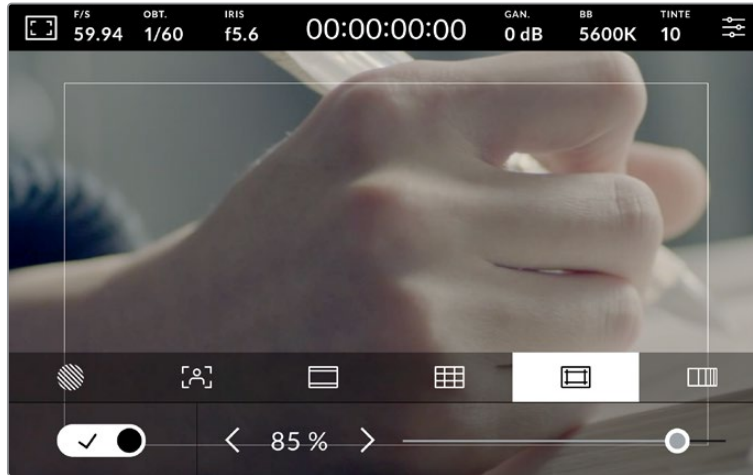 F/S OBT. IRIS GAN. BB TINTE
59.94 1/60 f5.6 00:00:00:00 0 dB 5600K 10
85 %